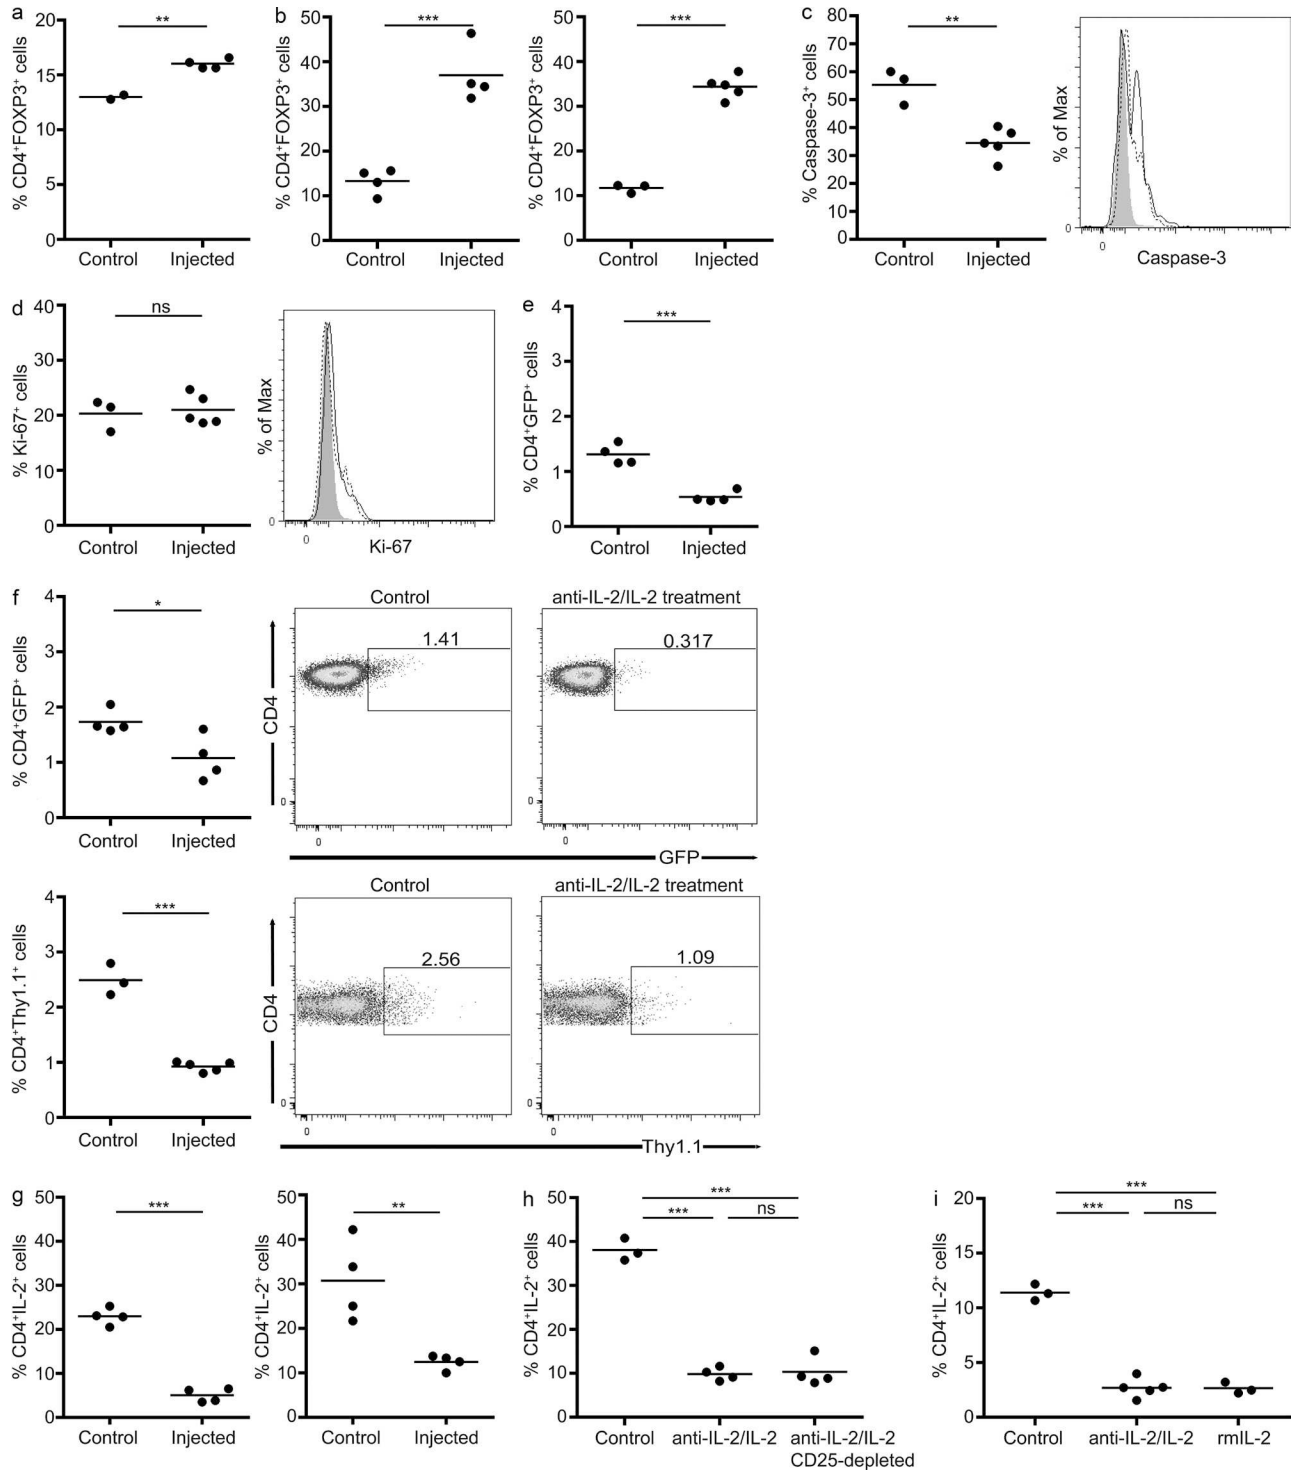 a
20
**
15
10
5
0
% CD4⁺FOXP3⁺ cells
Control
Injected
b
50
***
40
30
20
10
0
% CD4⁺FOXP3⁺ cells
Control
Injected
50
***
40
30
20
10
0
% CD4⁺FOXP3⁺ cells
Control
Injected
c
80
**
70
60
50
40
30
20
10
0
% Caspase-3⁺ cells
Control
Injected
% of Max
0
0
Caspase-3
d
40
ns
30
20
10
0
% Ki-67⁺ cells
Control
Injected
% of Max
0
0
Ki-67
e
4
***
3
2
1
0
% CD4⁺GFP⁺ cells
Control
Injected
f
4
*
3
2
1
0
% CD4⁺GFP⁺ cells
Control
Injected
Control
1.41
CD4
0
0
anti-IL-2/IL-2 treatment
0.317
0
0
GFP
4
***
3
2
1
0
% CD4⁺Thy1.1⁺ cells
Control
Injected
Control
2.56
CD4
0
0
anti-IL-2/IL-2 treatment
1.09
0
0
Thy1.1
g
50
***
40
30
20
10
0
% CD4⁺IL-2⁺ cells
Control
Injected
50
**
40
30
20
10
0
% CD4⁺IL-2⁺ cells
Control
Injected
h
50
***
***
ns
40
30
20
10
0
% CD4⁺IL-2⁺ cells
Control
anti-IL-2/IL-2
anti-IL-2/IL-2
CD25-depleted
i
20
***
***
ns
15
10
5
0
% CD4⁺IL-2⁺ cells
Control
anti-IL-2/IL-2
rmIL-2